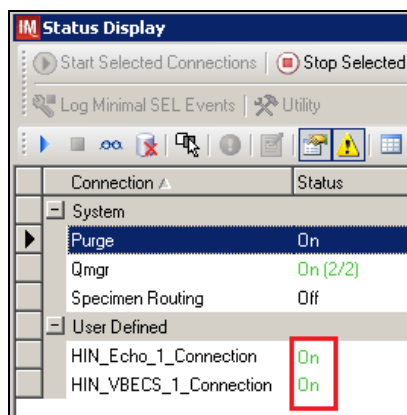 IM Status Display
Start Selected Connections Stop Selected
Log Minimal SEL Events Utility
Connection Status
System
Purge On
Qmgr On (2/2)
Specimen Routing Off
User Defined
HIN_Echo_1_Connection On
HIN_VBECS_1_Connection On